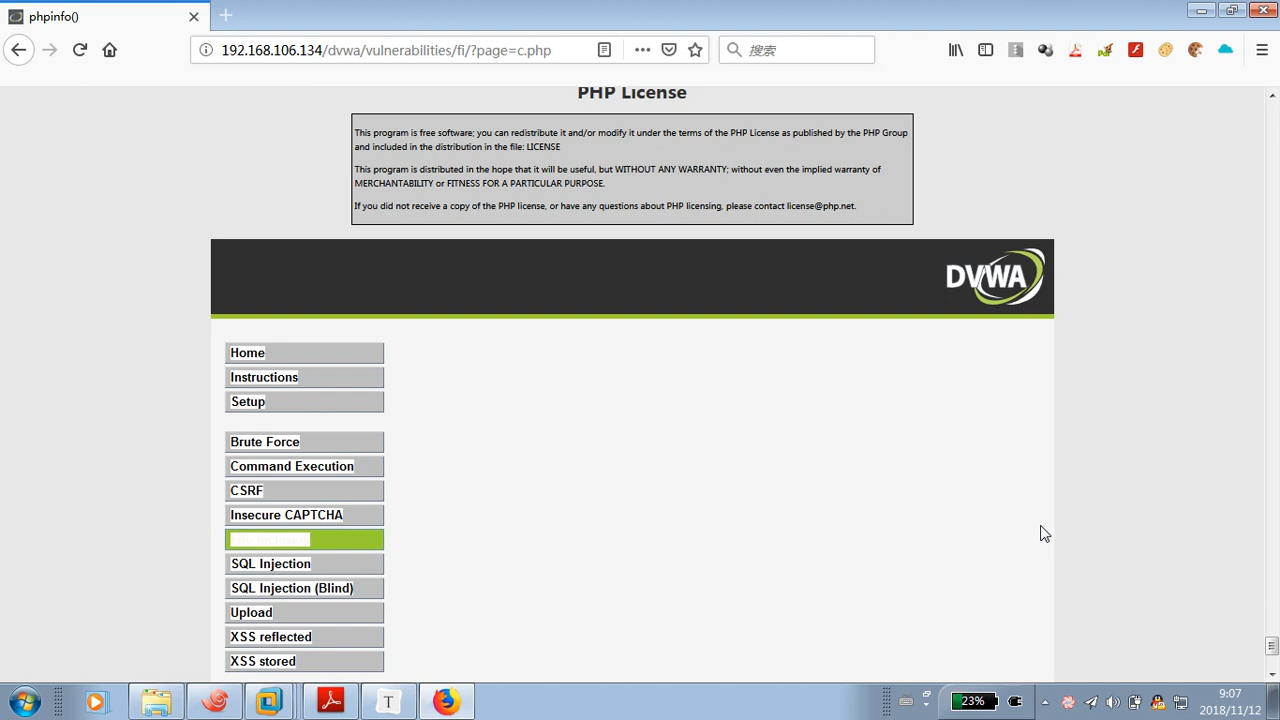 phpinfo()
192.168.106.134/dvwa/vulnerabilities/fi/?page=c.php
搜索
PHP License
This program is free software; you can redistribute it and/or modify it under the terms of the PHP License as published by the PHP Group
and included in the distribution in the file: LICENSE
This program is distributed in the hope that it will be useful, but WITHOUT ANY WARRANTY; without even the implied warranty of
MERCHANTABILITY or FITNESS FOR A PARTICULAR PURPOSE.
If you did not receive a copy of the PHP license, or have any questions about PHP licensing, please contact license@php.net.
DVWA
Home
Instructions
Setup
Brute Force
Command Execution
CSRF
Insecure CAPTCHA
SQL Injection
SQL Injection (Blind)
Upload
XSS reflected
XSS stored
T
23%
9:07
2018/11/12